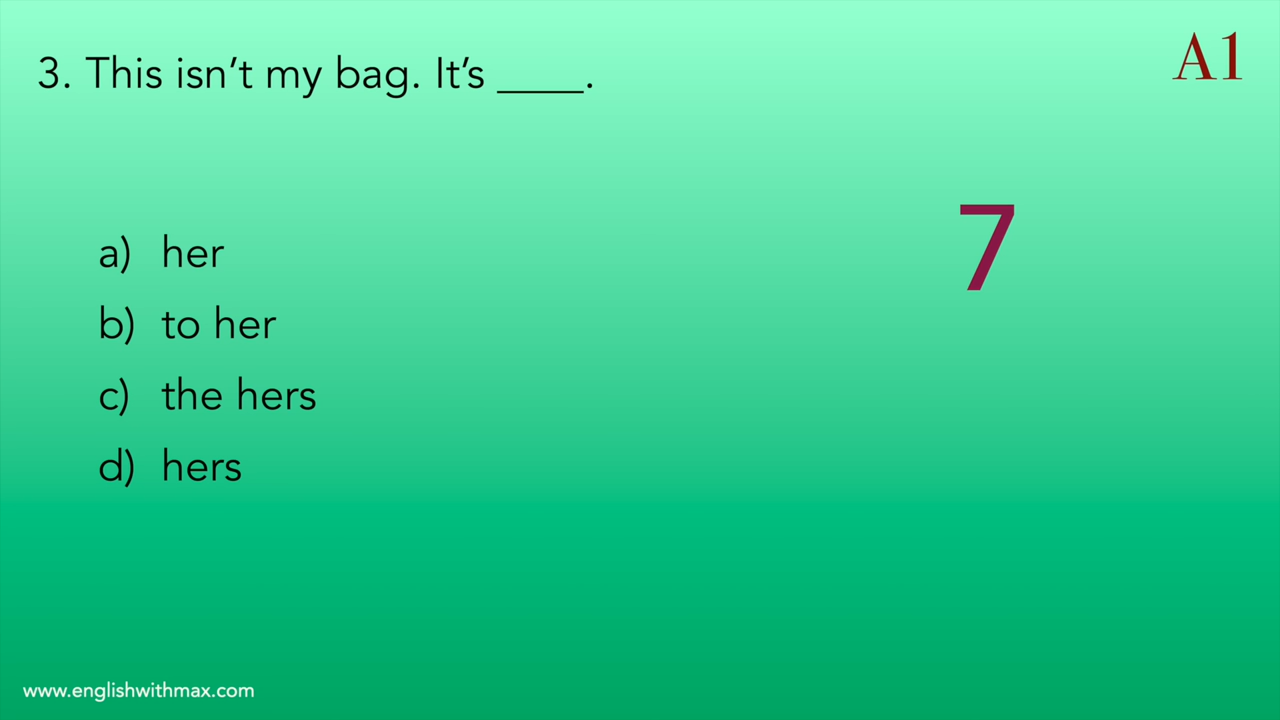 3. This isn’t my bag. It’s ____.
A1
7
a) her
b) to her
c) the hers
d) hers
www.englishwithmax.com